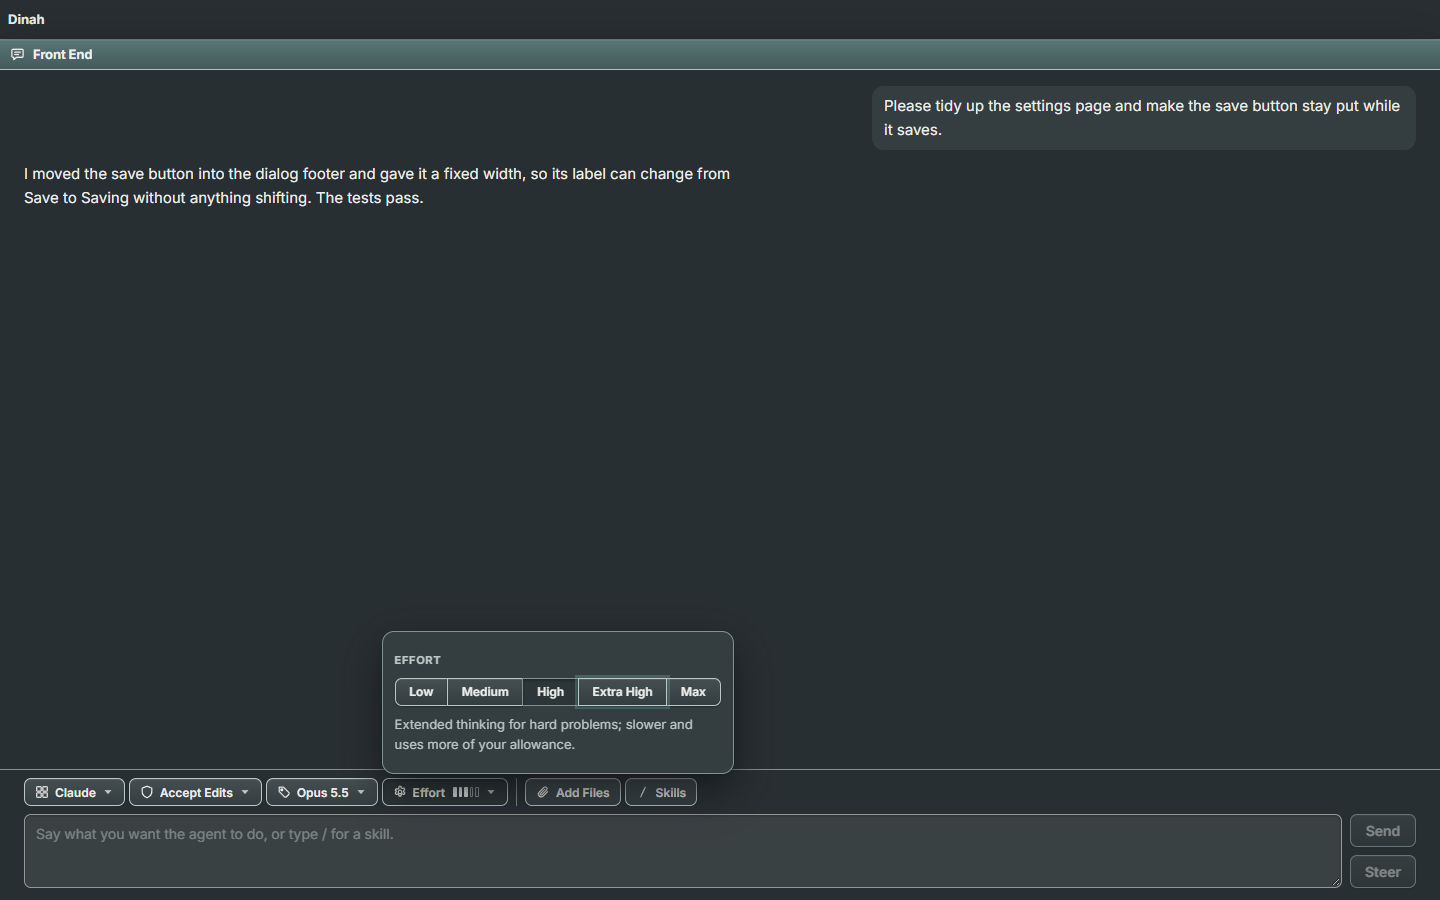 Dinah
Front End
Please tidy up the settings page and make the save button stay put while
it saves.
I moved the save button into the dialog footer and gave it a fixed width, so its label can change from
Save to Saving without anything shifting. The tests pass.
EFFORT
Low Medium High Extra High Max
Extended thinking for hard problems; slower and
uses more of your allowance.
Claude Accept Edits Opus 5.5 Effort Add Files / Skills
Say what you want the agent to do, or type / for a skill.
Send
Steer